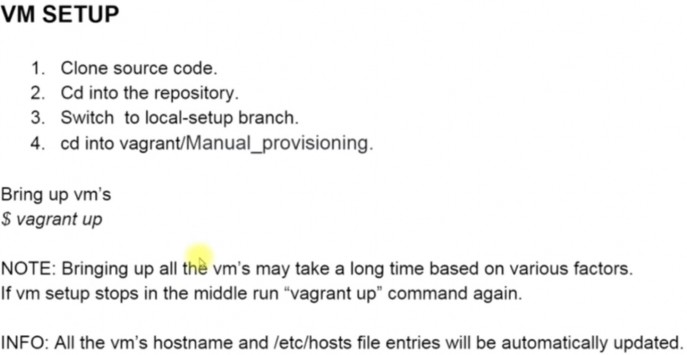 VM SETUP
1. Clone source code.
2. Cd into the repository.
3. Switch to local-setup branch.
4. cd into vagrant/Manual_provisioning.
Bring up vm's
$ vagrant up
NOTE: Bringing up all the vm's may take a long time based on various factors.
If vm setup stops in the middle run “vagrant up” command again.
INFO: All the vm's hostname and /etc/hosts file entries will be automatically updated.